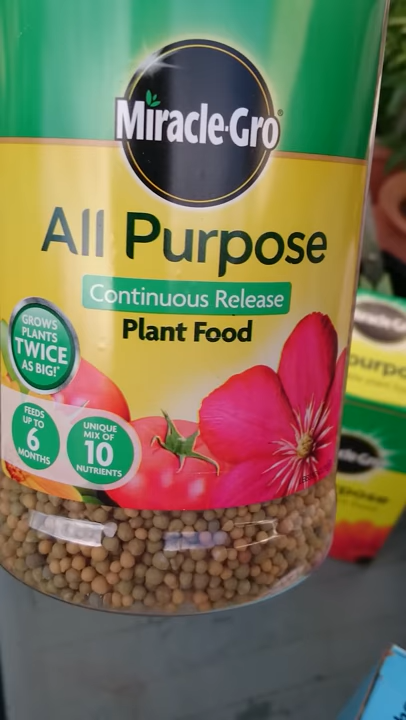 Miracle-Gro®
All Purpose
Continuous Release
Plant Food
GROWS
PLANTS
TWICE
AS BIG!*
FEEDS
UP TO
6
MONTHS
UNIQUE
MIX OF
10
NUTRIENTS